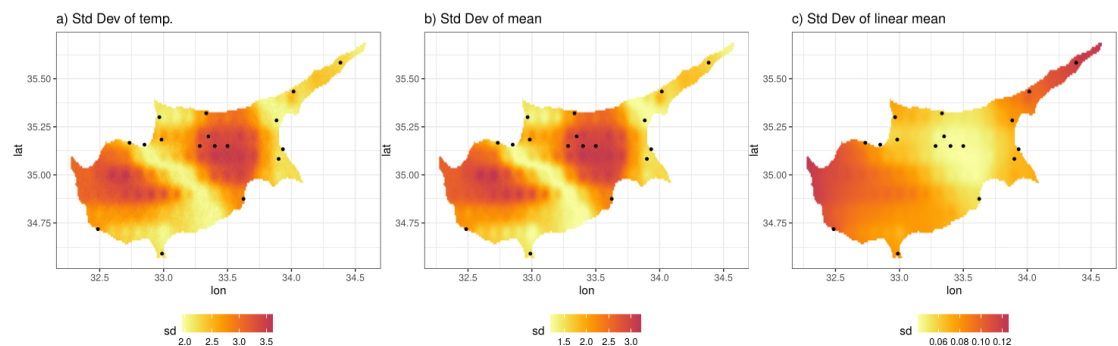 a) Std Dev of temp.
b) Std Dev of mean
c) Std Dev of linear mean
lat
35.50
35.25
35.00
34.75
32.5 33.0 33.5 34.0 34.5
lon
sd
2.0 2.5 3.0 3.5
lat
35.50
35.25
35.00
34.75
32.5 33.0 33.5 34.0 34.5
lon
sd
1.5 2.0 2.5 3.0
lat
35.50
35.25
35.00
34.75
32.5 33.0 33.5 34.0 34.5
lon
sd
0.06 0.08 0.10 0.12